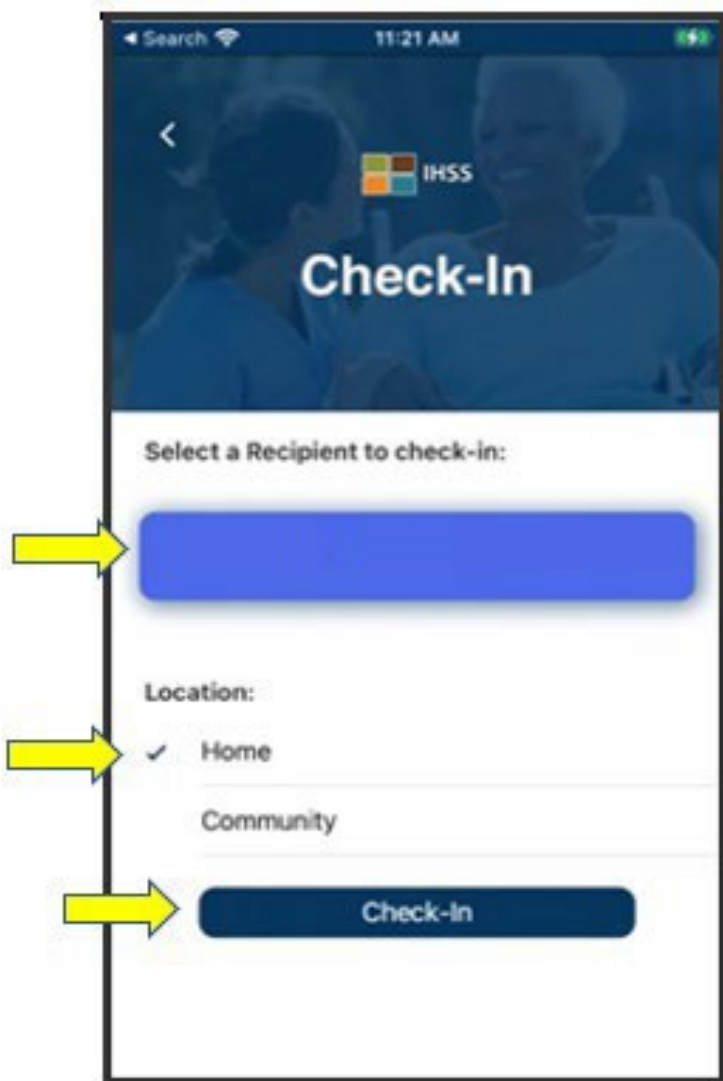 Search
11:21 AM
IHSS
Check-In
Select a Recipient to check-in:
Location:
Home
Community
Check-In